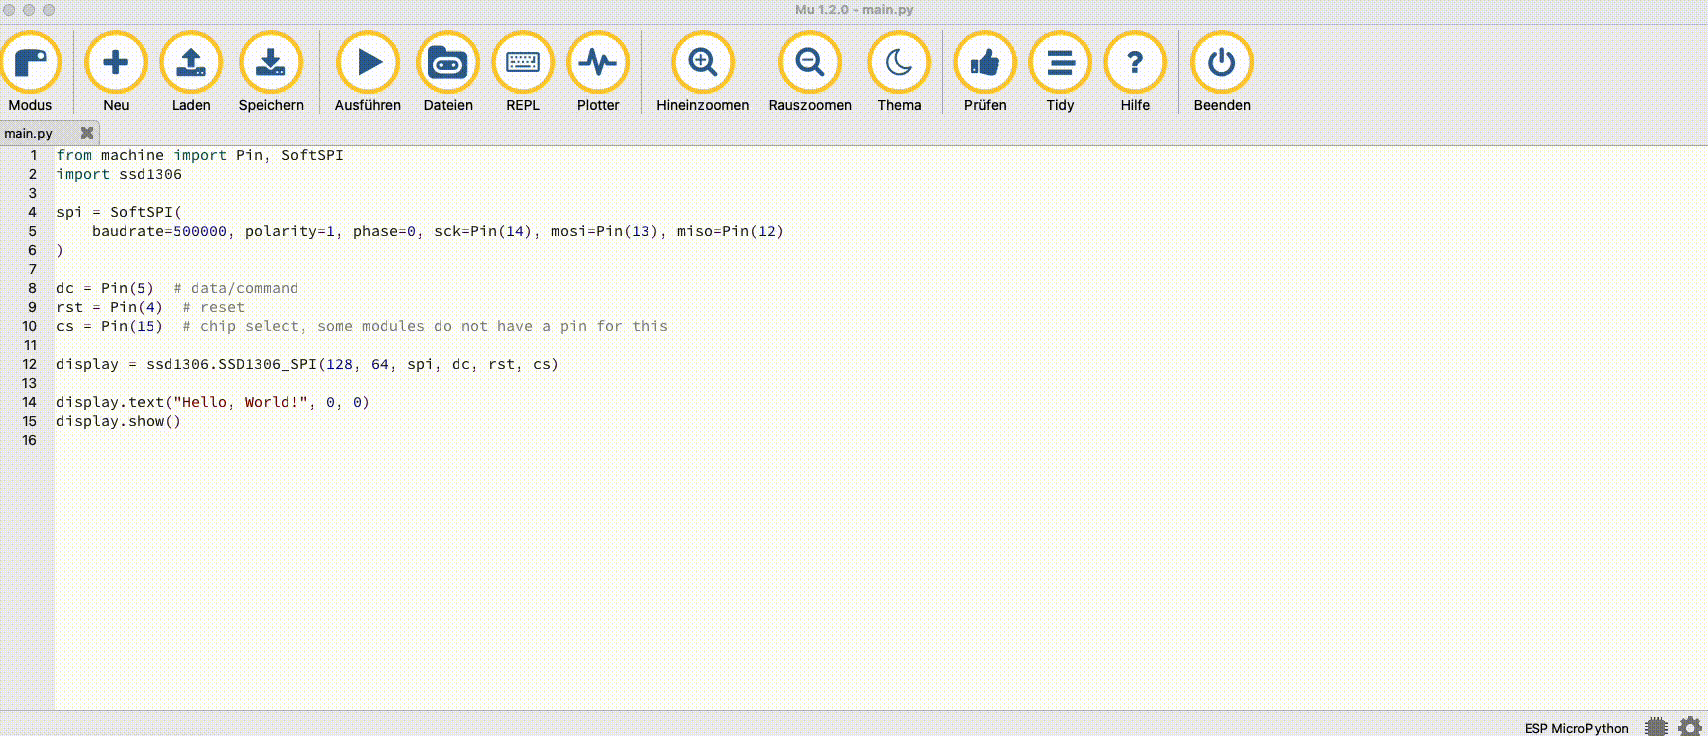 Mu 1.2.0 - main.py
Modus Neu Laden Speichern Ausführen Dateien REPL Plotter Hineinzoomen Rauszoomen Thema Prüfen Tidy Hilfe Beenden
main.py
1 from machine import Pin, SoftSPI
2 import ssd1306
3
4 spi = SoftSPI(
5     baudrate=500000, polarity=1, phase=0, sck=Pin(14), mosi=Pin(13), miso=Pin(12)
6 )
7
8 dc = Pin(5)  # data/command
9 rst = Pin(4)  # reset
10 cs = Pin(15)  # chip select, some modules do not have a pin for this
11
12 display = ssd1306.SSD1306_SPI(128, 64, spi, dc, rst, cs)
13
14 display.text("Hello, World!", 0, 0)
15 display.show()
16
ESP MicroPython